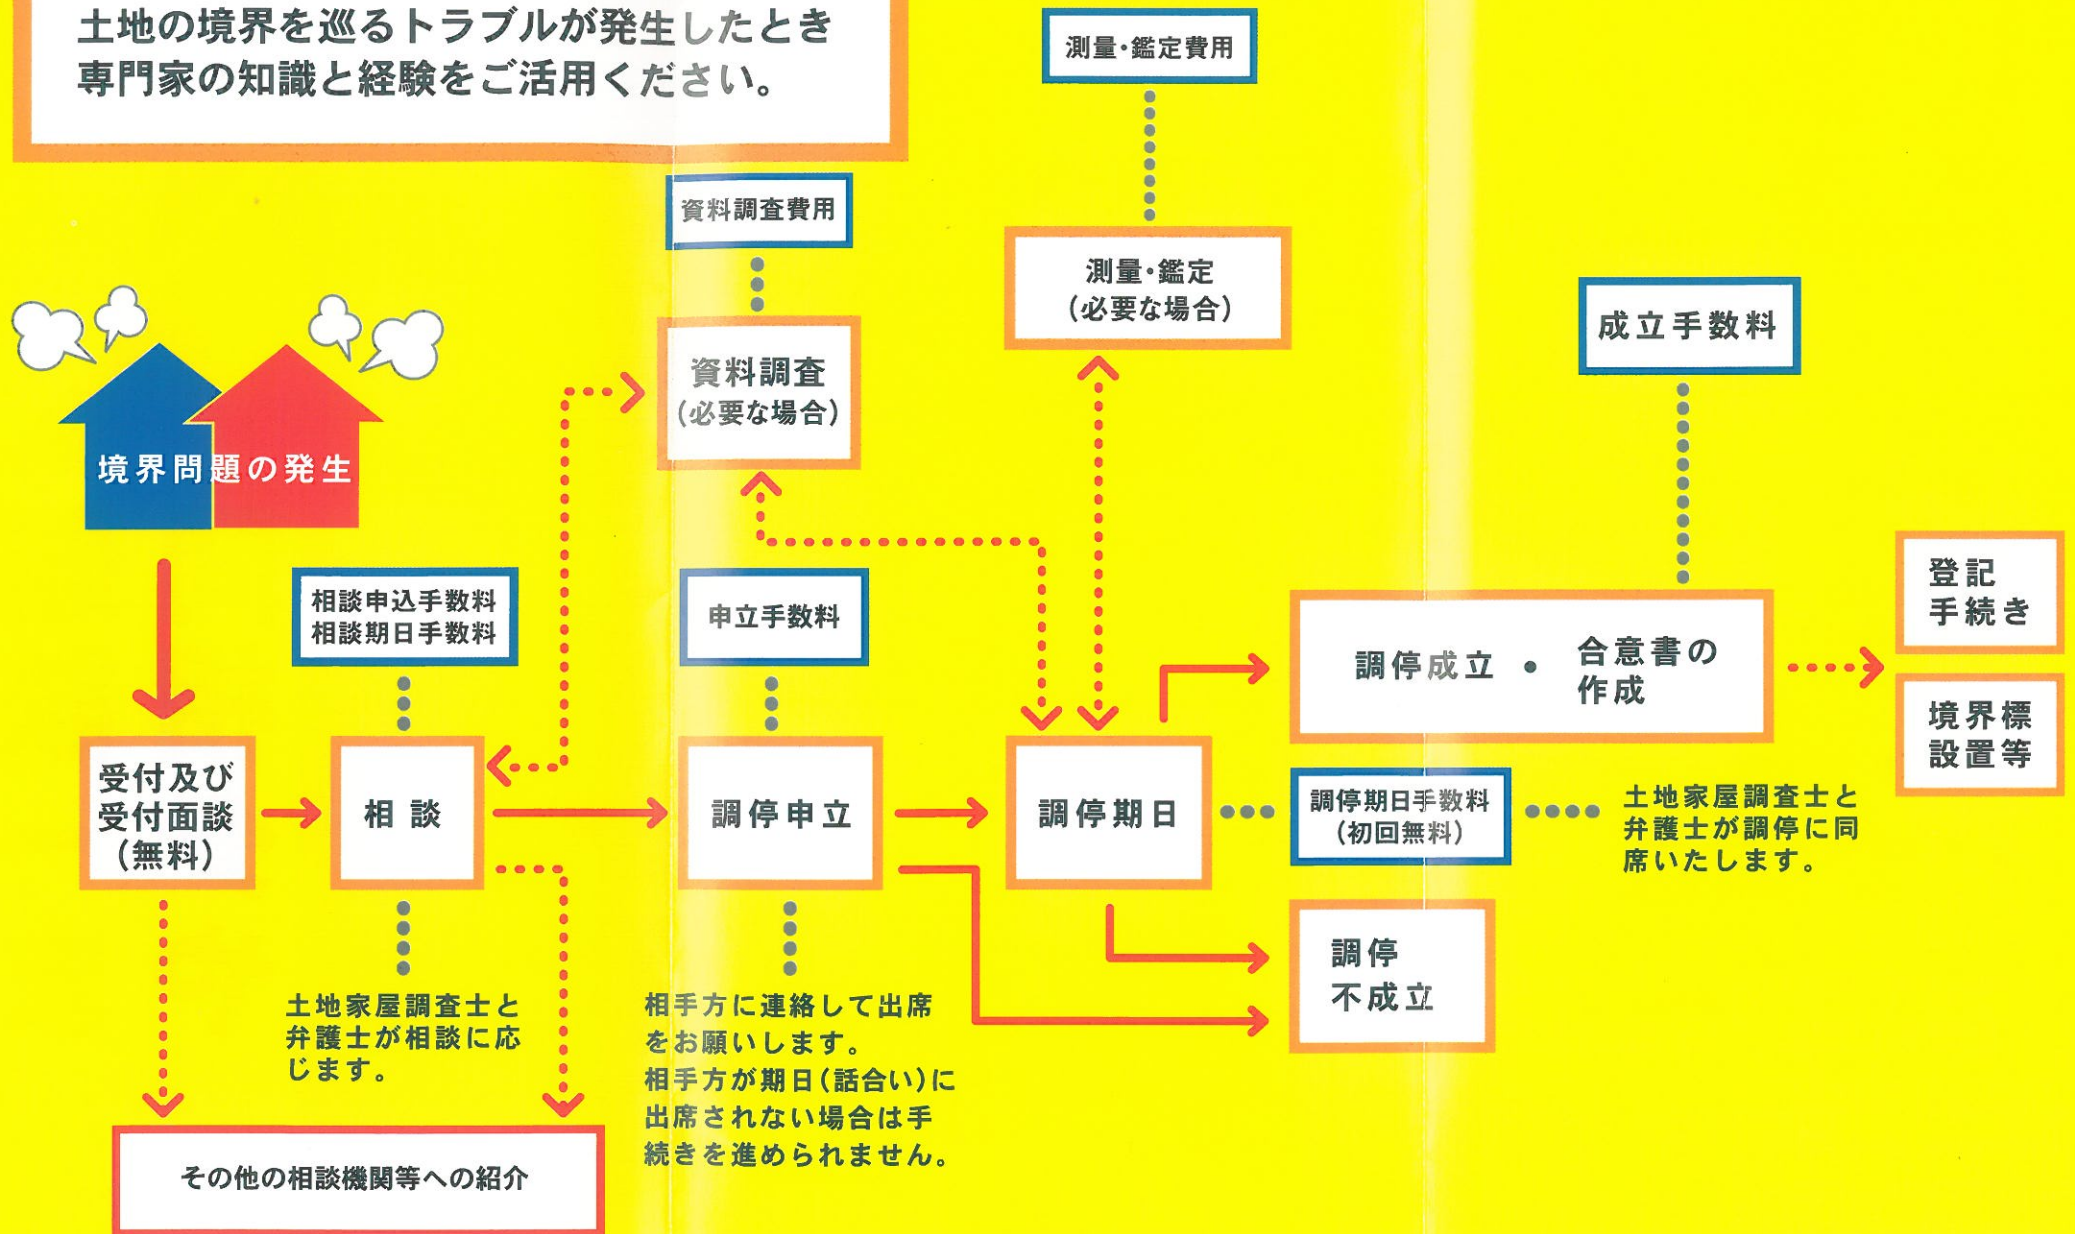 土地の境界を巡るトラブルが発生したとき
専門家の知識と経験をご活用ください。
測量・鑑定費用
資料調査費用
測量・鑑定
(必要な場合)
成立手数料
資料調査
(必要な場合)
境界問題の発生
相談申込手数料
相談期日手数料
申立手数料
登記
手続き
調停成立・合意書の
作成
境界標
設置等
受付及び
受付面談
(無料)
相談
調停申立
調停期日
調停期日手数料
(初回無料)
土地家屋調査士と
弁護士が調停に同
席いたします。
調停
不成立
土地家屋調査士と
弁護士が相談に応
じます。
相手方に連絡して出席
をお願いします。
相手方が期日(話合い)に
出席されない場合は手
続きを進められません。
その他の相談機関等への紹介